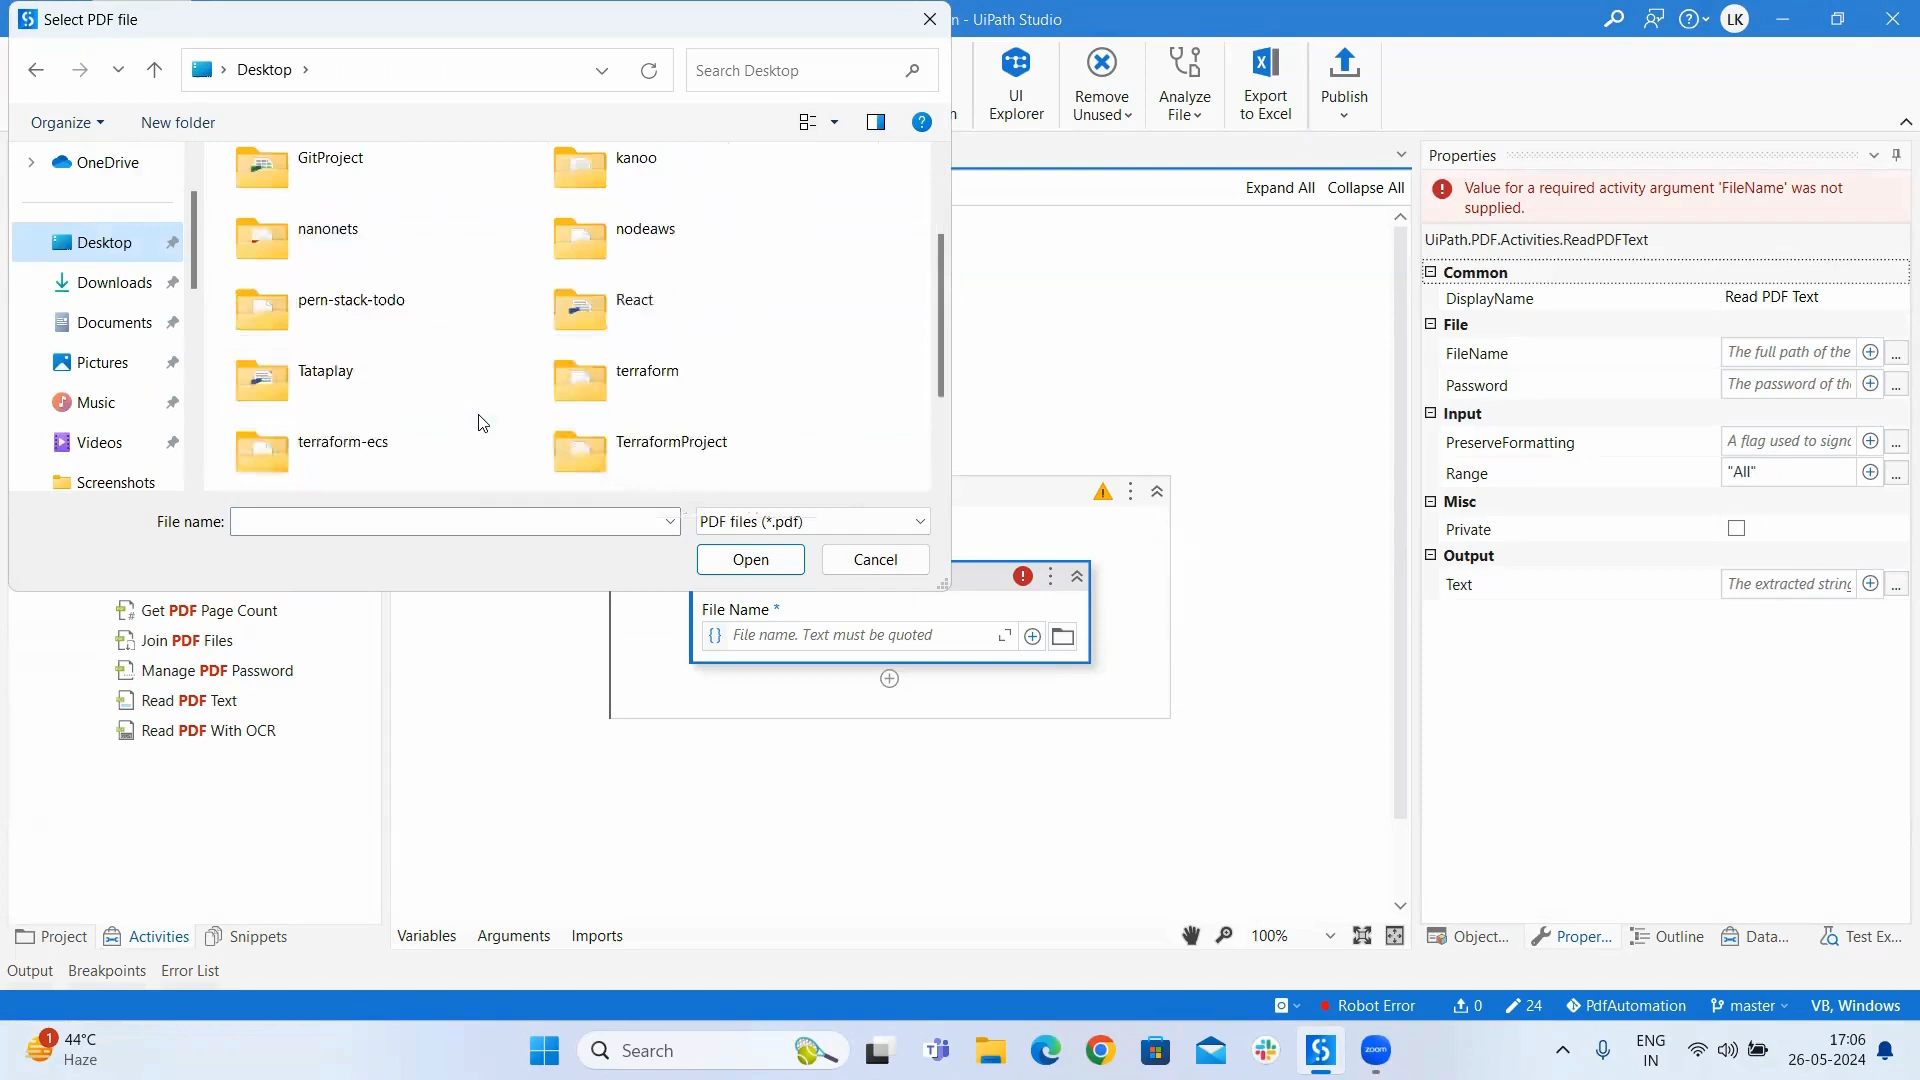 Select PDF file
n - UiPath Studio
LK
Desktop
Search Desktop
UI
Explorer
Remove
Unused
Analyze
File
Export
to Excel
Publish
Organize
New folder
OneDrive
Desktop
Downloads
Documents
Pictures
Music
Videos
Screenshots
GitProject
kanoo
nanonets
nodeaws
pern-stack-todo
React
Tataplay
terraform
terraform-ecs
TerraformProject
File name:
PDF files (*.pdf)
Open
Cancel
Expand All
Collapse All
Properties
Value for a required activity argument 'FileName' was not
supplied.
UiPath.PDF.Activities.ReadPDFText
Common
DisplayName
Read PDF Text
File
FileName
The full path of the
Password
The password of th
Input
PreserveFormatting
A flag used to sign
Range
"All"
Misc
Private
Output
Text
The extracted string
File Name *
File name. Text must be quoted
Get PDF Page Count
Join PDF Files
Manage PDF Password
Read PDF Text
Read PDF With OCR
Project
Activities
Snippets
Variables
Arguments
Imports
100%
Object...
Proper...
Outline
Data...
Test Ex...
Output
Breakpoints
Error List
Robot Error
0
24
PdfAutomation
master
VB, Windows
1
44°C
Haze
Search
zoom
ENG
IN
17:06
26-05-2024